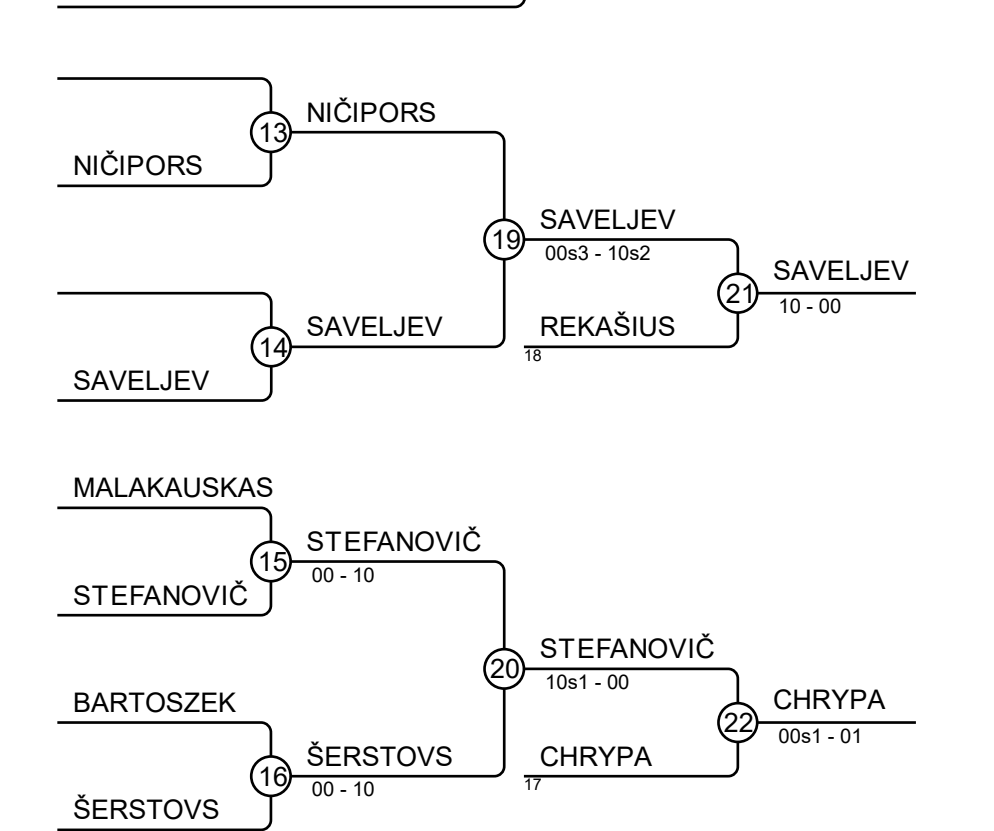 NIČIPORS
13
NIČIPORS
SAVELJEV
19
00s3 - 10s2
SAVELJEV
21
10 - 00
SAVELJEV
14
REKAŠIUS
18
SAVELJEV
MALAKAUSKAS
STEFANOVIČ
15
00 - 10
STEFANOVIČ
STEFANOVIČ
20
10s1 - 00
BARTOSZEK
CHRYPA
22
00s1 - 01
ŠERSTOVS
CHRYPA
16
00 - 10
17
ŠERSTOVS